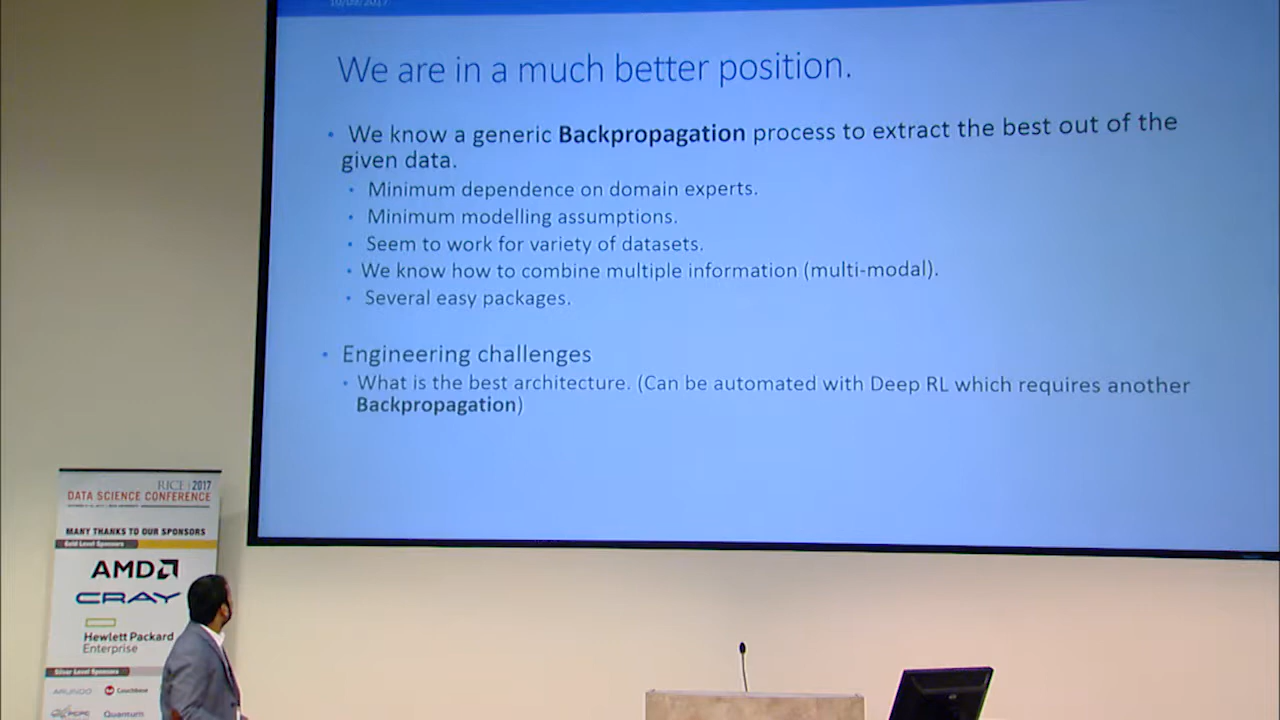 10/09/2017
We are in a much better position.
• We know a generic Backpropagation process to extract the best out of the
given data.
• Minimum dependence on domain experts.
• Minimum modelling assumptions.
• Seem to work for variety of datasets.
• We know how to combine multiple information (multi-modal).
• Several easy packages.
• Engineering challenges
• What is the best architecture. (Can be automated with Deep RL which requires another
Backpropagation)
RICE | 2017
DATA SCIENCE CONFERENCE
MANY THANKS TO OUR SPONSORS
Gold Level Sponsors
AMD
CRAY
Hewlett Packard
Enterprise
Silver Level Sponsors
ARUNDO Couchbase
Quantum